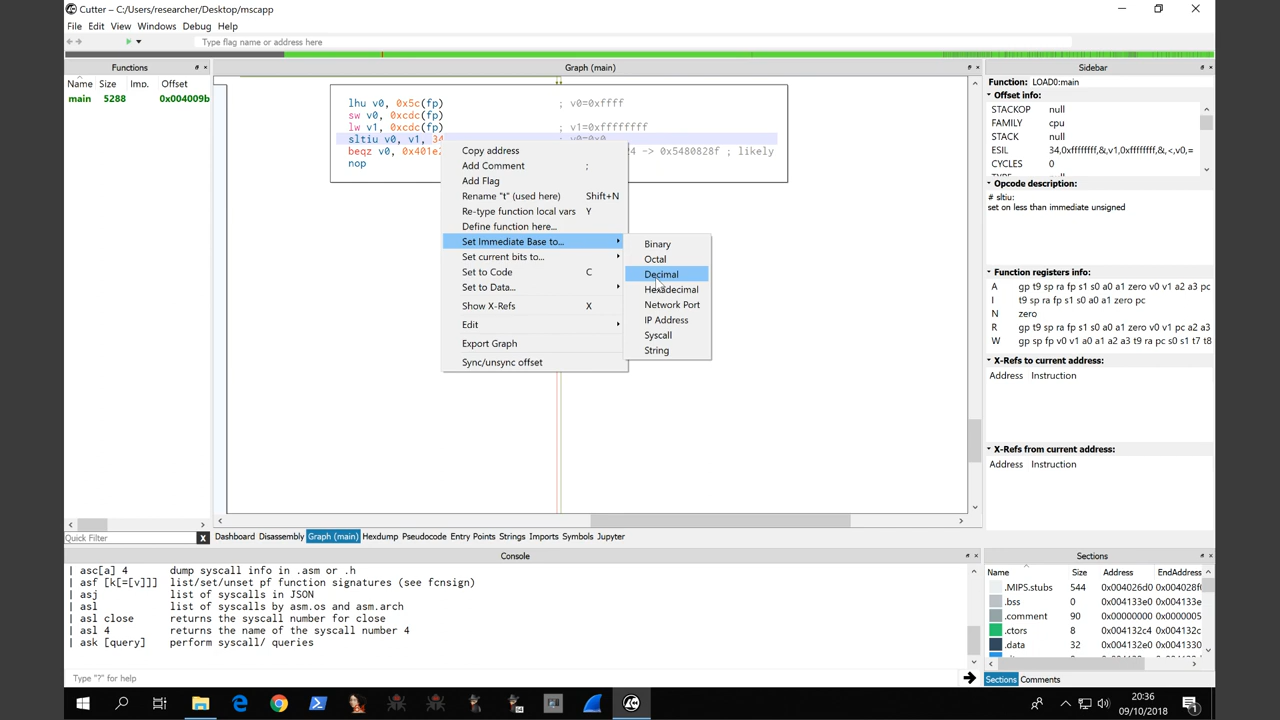 Cutter – C:/Users/researcher/Desktop/mscapp
File Edit View Windows Debug Help
Type flag name or address here
Functions
Name Size Imp. Offset
main 5288 0x004009b
Quick Filter X
Graph (main)
lhu v0, 0x5c(fp) ; v0=0xffff
sw v0, 0xcdc(fp)
lw v1, 0xcdc(fp) ; v1=0xffffffff
sltiu v0, v1, 34 ; v0=0x0
beqz v0, 0x401e2 24 -> 0x5480828f ; likely
nop
Copy address
Add Comment ;
Add Flag
Rename "t" (used here) Shift+N
Re-type function local vars Y
Define function here...
Set Immediate Base to...
Set current bits to...
Set to Code C
Set to Data...
Show X-Refs X
Edit
Export Graph
Sync/unsync offset
Binary
Octal
Decimal
Hexadecimal
Network Port
IP Address
Syscall
String
Dashboard Disassembly Graph (main) Hexdump Pseudocode Entry Points Strings Imports Symbols Jupyter
Sidebar
Function: LOAD0:main
Offset info:
STACKOP null
FAMILY cpu
STACK null
ESIL 34,0xffffffff,&,v1,0xffffffff,&,<,v0,=
CYCLES 0
Opcode description:
# sltiu:
set on less than immediate unsigned
Function registers info:
A gp t9 sp ra fp s1 s0 a0 a1 zero v0 v1 a2 a3 pc
I t9 sp ra fp s1 s0 a0 a1 zero pc
N zero
R gp t9 sp ra fp s1 s0 a0 a1 zero v0 v1 pc a2 a3
W gp sp fp v0 v1 a0 a1 a2 a3 t9 ra pc s0 s1 t7 t8
X-Refs to current address:
Address Instruction
X-Refs from current address:
Address Instruction
Console
| asc[a] 4 dump syscall info in .asm or .h
| asf [k[=[v]]] list/set/unset pf function signatures (see fcnsign)
| asj list of syscalls in JSON
| asl list of syscalls by asm.os and asm.arch
| asl close returns the syscall number for close
| asl 4 returns the name of the syscall number 4
| ask [query] perform syscall/ queries
Type "?" for help
Sections
Name Size Address EndAddress
.MIPS.stubs 544 0x004026d0 0x004028f0
.bss 0 0x004133e0 0x004133e0
.comment 90 0x00000000 0x0000005
.ctors 8 0x004132c4 0x004132c
.data 32 0x004132e0 0x0041330
Sections Comments
20:36
09/10/2018
64
1